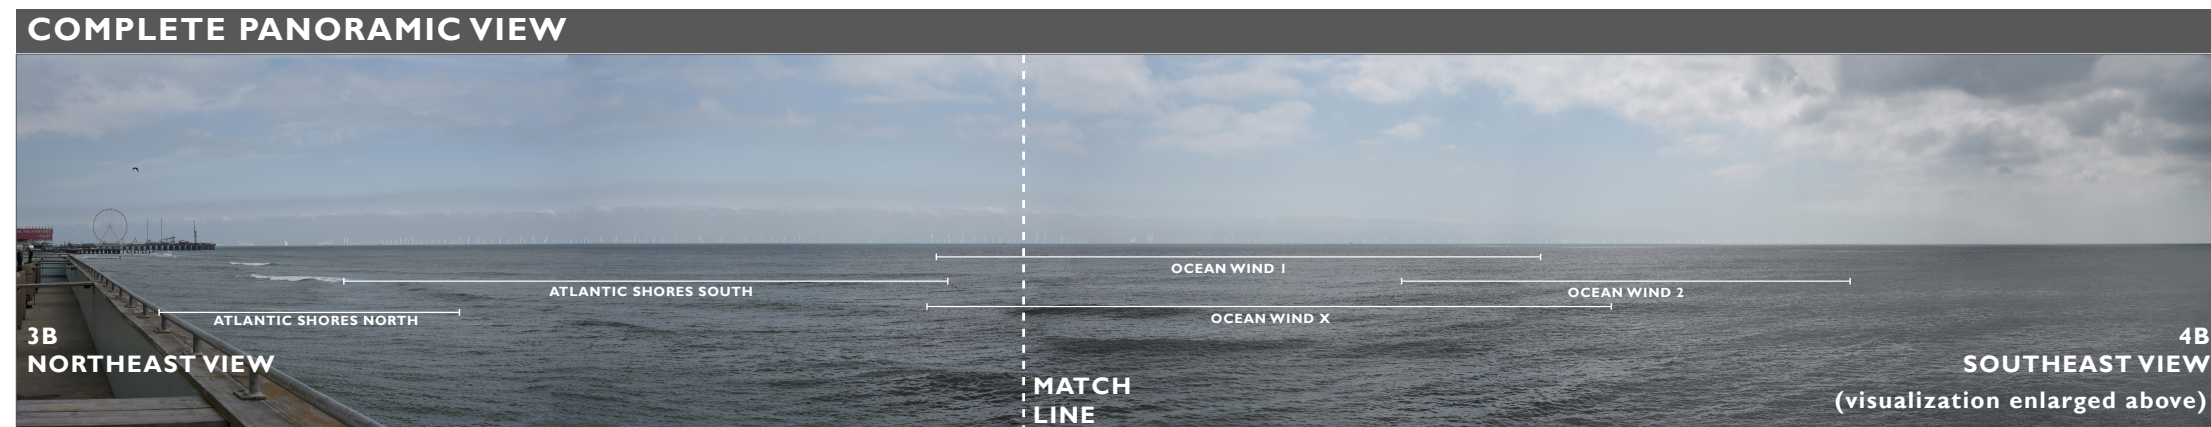 COMPLETE PANORAMIC VIEW
OCEAN WIND 1
ATLANTIC SHORES SOUTH
OCEAN WIND 2
ATLANTIC SHORES NORTH
OCEAN WIND X
3B
NORTHEAST VIEW
4B
SOUTHEAST VIEW
(visualization enlarged above)
MATCH
LINE